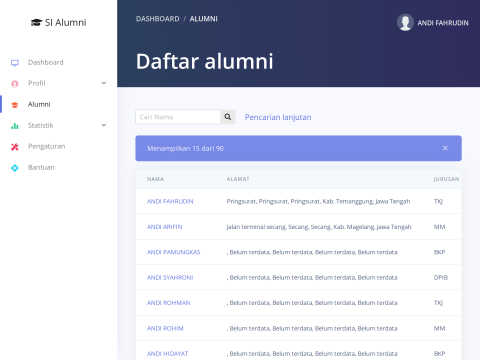 SI Alumni
Dashboard
Profil
Alumni
Statistik
Pengaturan
Bantuan
DASHBOARD / ALUMNI
ANDI FAHRUDIN
Daftar alumni
Cari Nama
Pencarian lanjutan
Menampilkan 15 dari 90
×
NAMA ALAMAT JURUSAN
ANDI FAHRUDIN Pringsurat, Pringsurat, Pringsurat, Kab. Temanggung, Jawa Tengah TKJ
ANDI ARIFIN Jalan terminal secang, Secang, Secang, Kab. Magelang, Jawa Tengah MM
ANDI PAMUNGKAS , Belum terdata, Belum terdata, Belum terdata, Belum terdata BKP
ANDI SYAHRONI , Belum terdata, Belum terdata, Belum terdata, Belum terdata DPIB
ANDI ROHMAN , Belum terdata, Belum terdata, Belum terdata, Belum terdata TKJ
ANDI ROHIM , Belum terdata, Belum terdata, Belum terdata, Belum terdata MM
ANDI HIDAYAT , Belum terdata, Belum terdata, Belum terdata, Belum terdata BKP